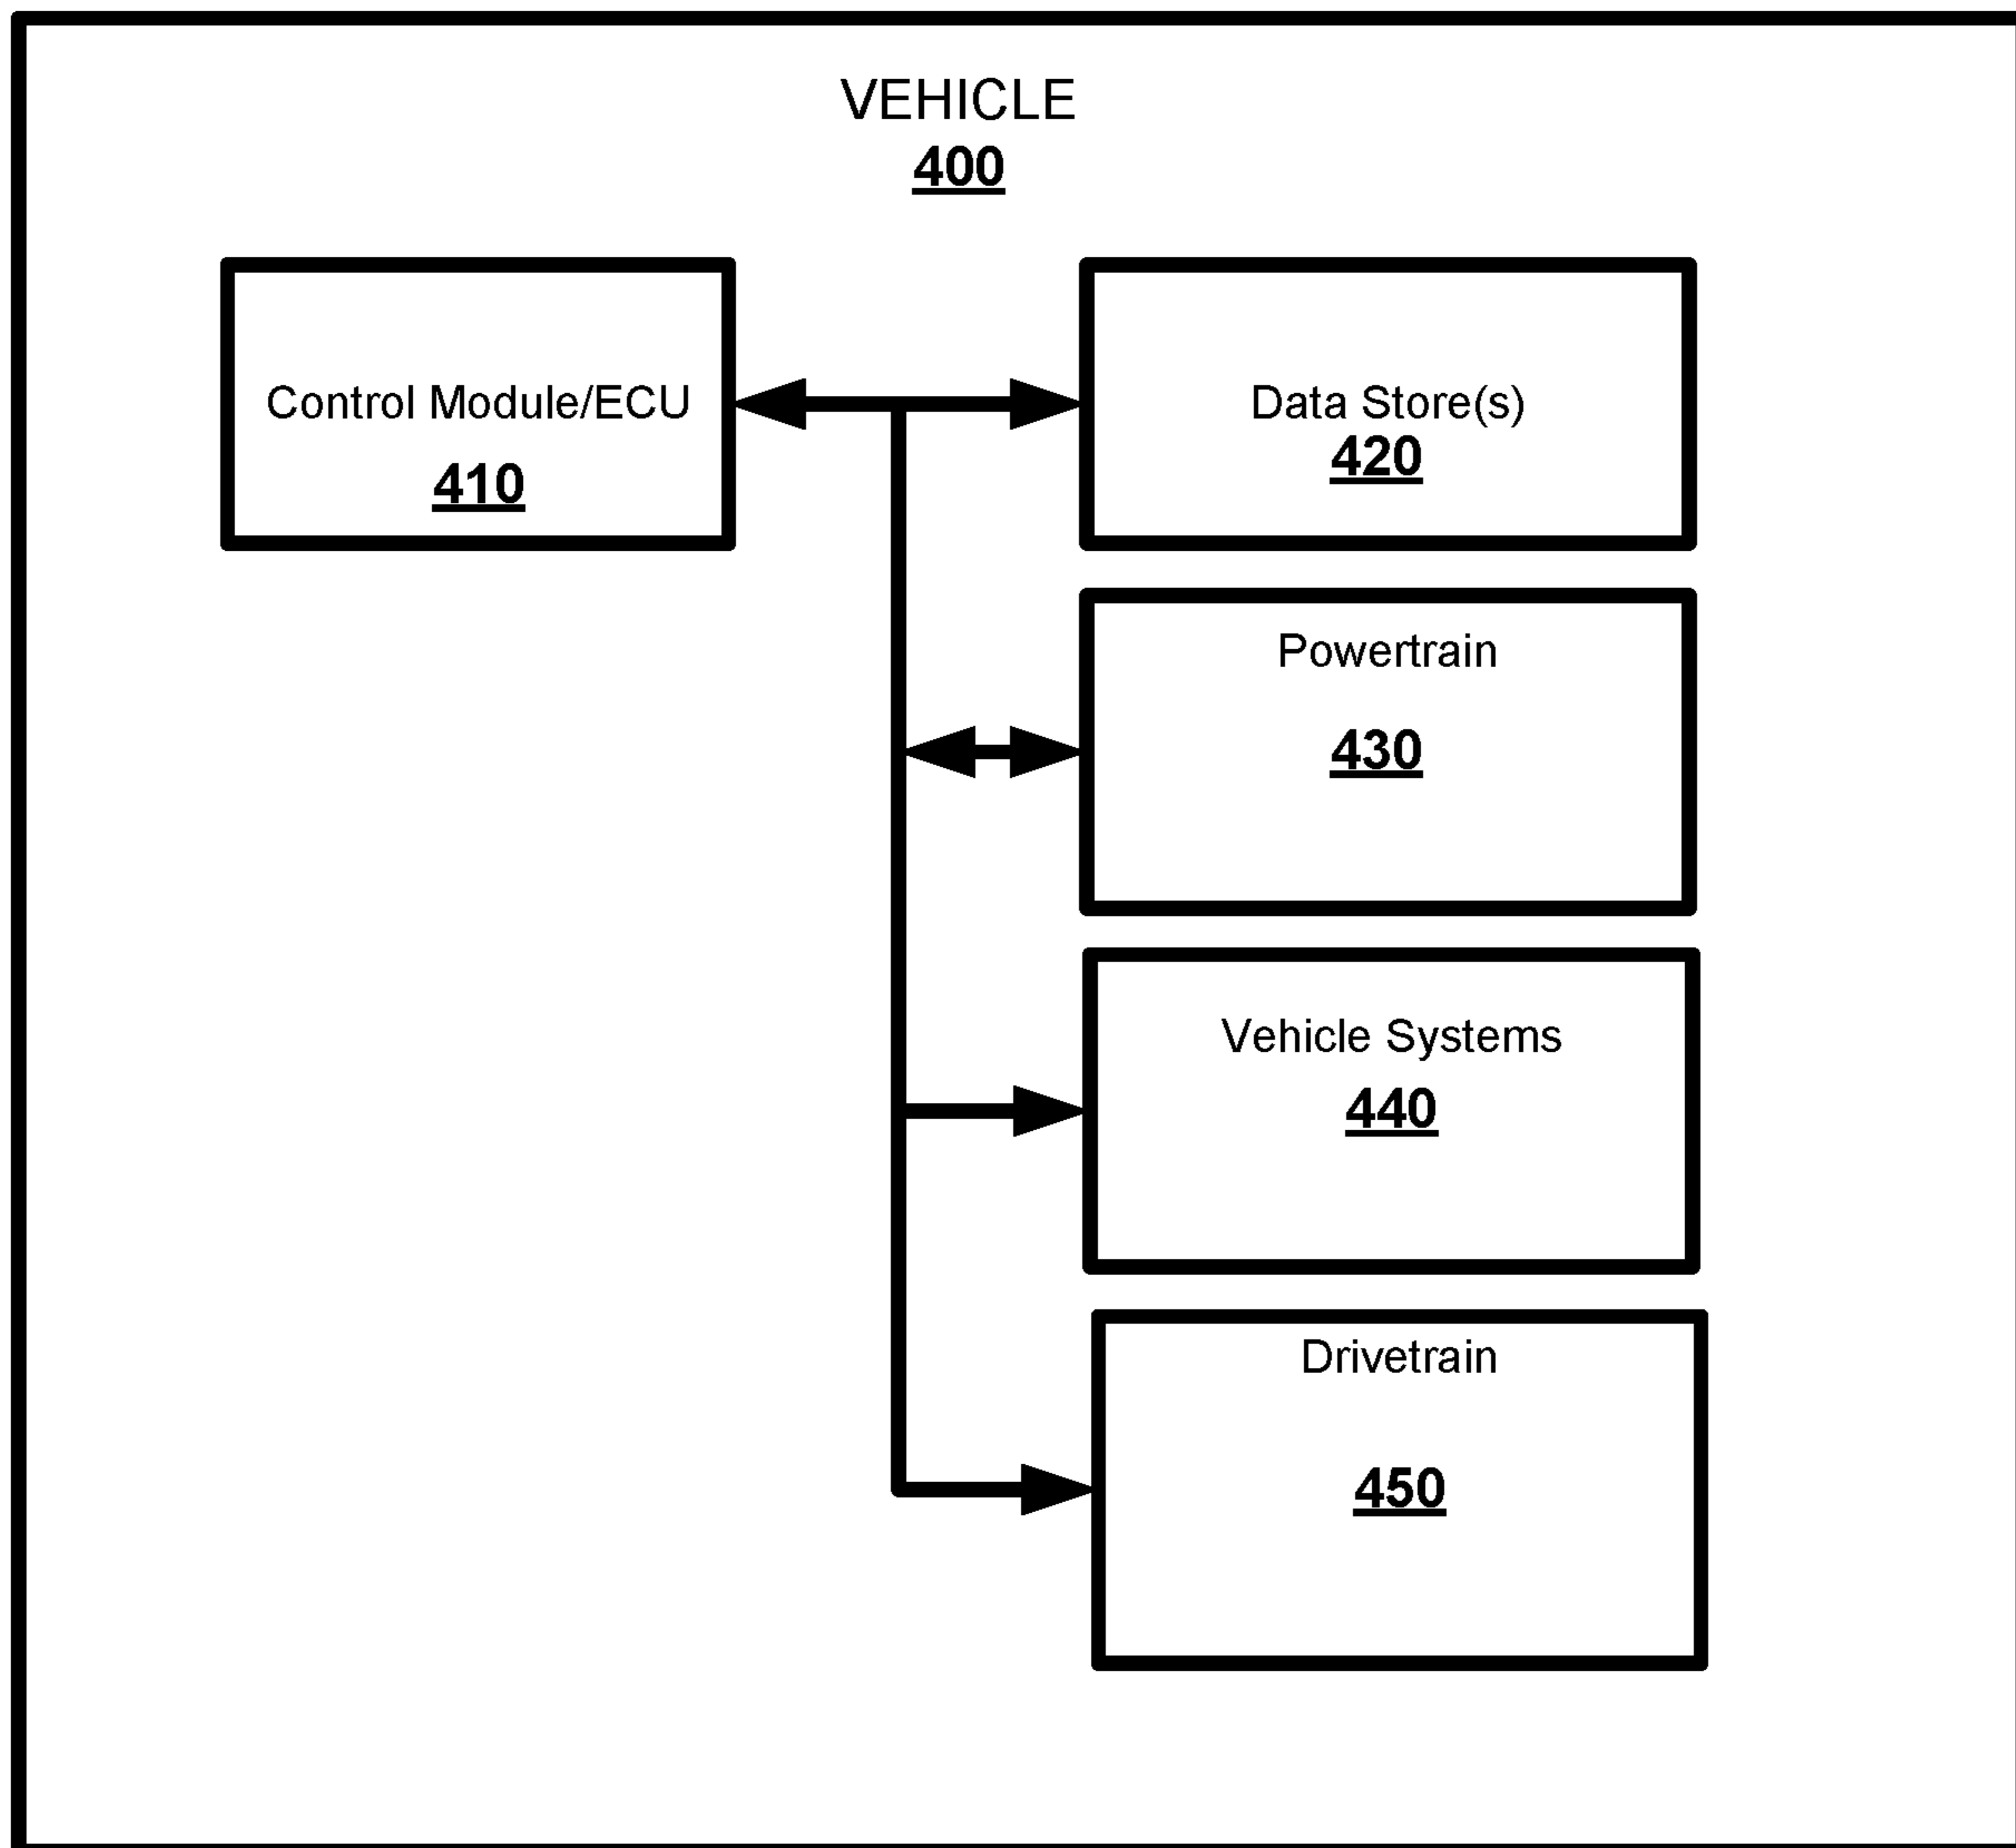 VEHICLE
400
Control Module/ECU
410
Data Store(s)
420
Powertrain
430
Vehicle Systems
440
Drivetrain
450